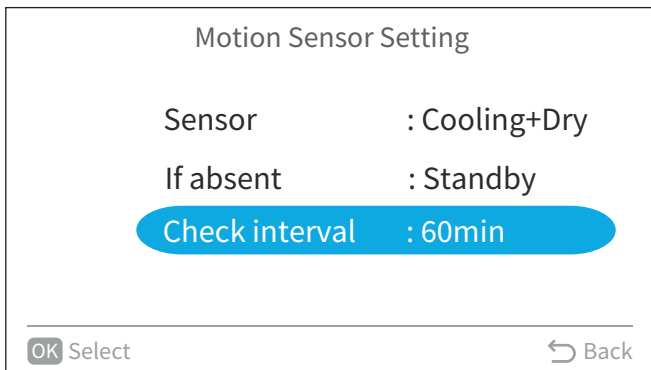 Motion Sensor Setting
Sensor : Cooling+Dry
If absent : Standby
Check interval : 60min
OK Select Back